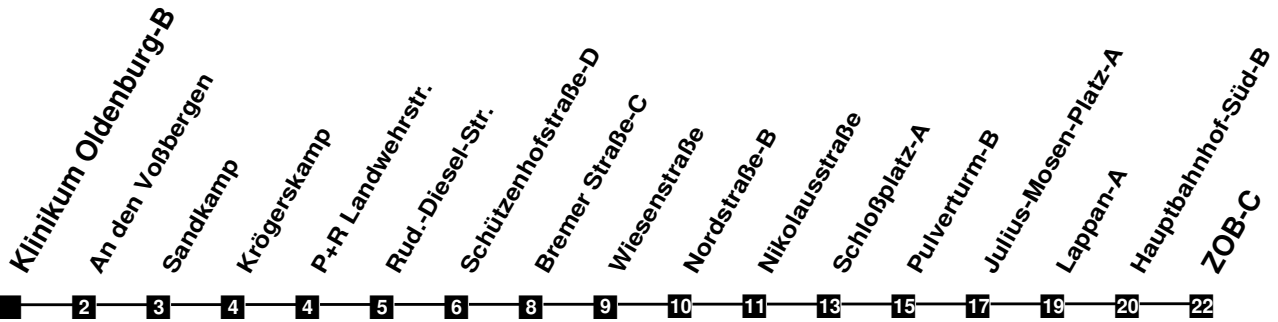 Klinikum Oldenburg-B
An den Voßbergen
Sandkamp
Krögerskamp
P+R Landwehrstr.
Rud.-Diesel-Str.
Schützenhofstraße-D
Bremer Straße-C
Wiesenstraße
Nordstraße-B
Nikolausstraße
Schloßplatz-A
Pulverturm-B
Julius-Mosen-Platz-A
Lappan-A
Hauptbahnhof-Süd-B
ZOB-C
2 3 4 4 5 6 8 9 10 11 13 15 17 19 20 22